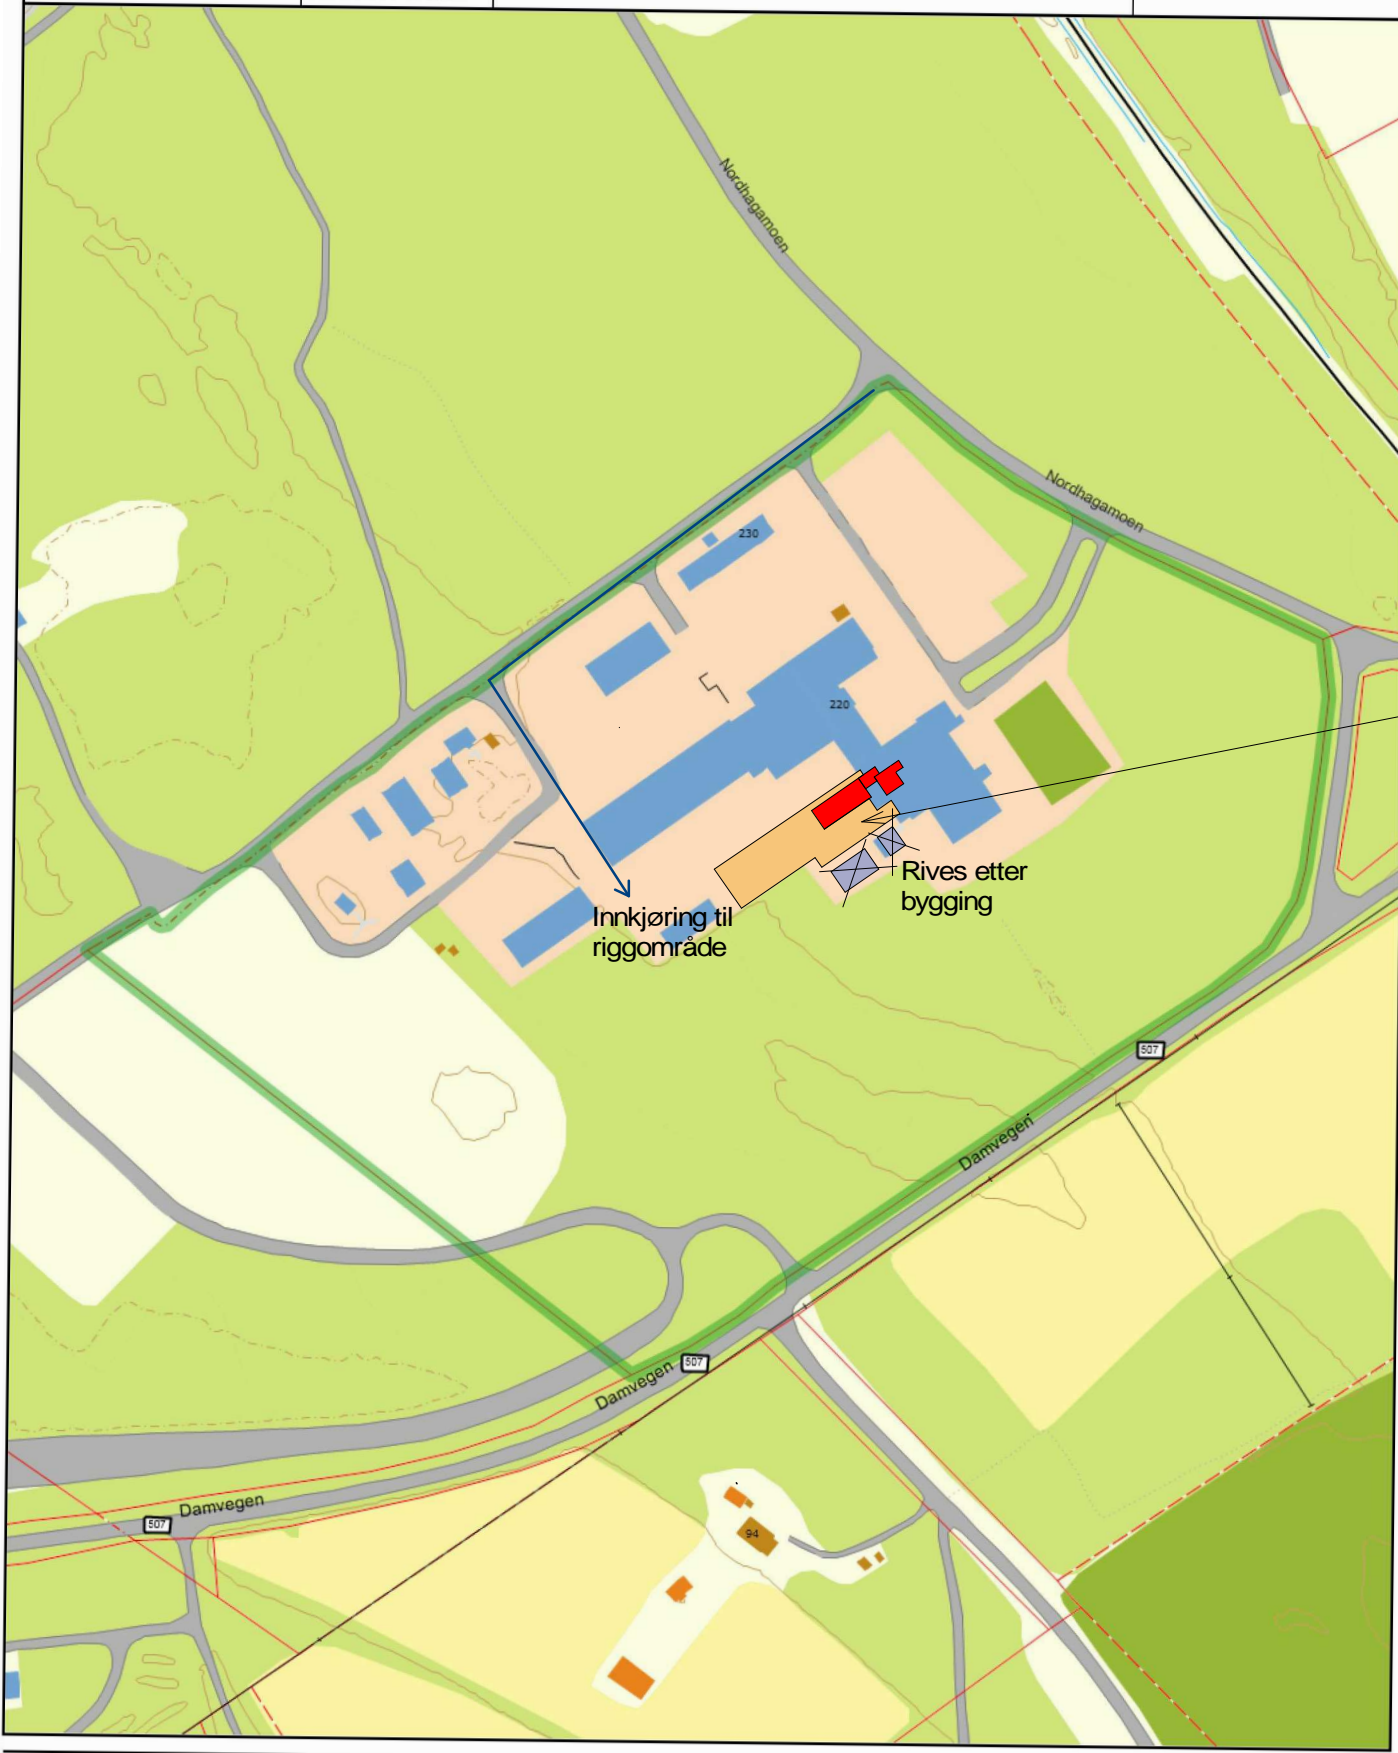 Nordhagamoen
Nordhagamoen
230
220
Rives etter
bygging
Innkjøring til
riggområde
507
Damvegen
507
Damvegen
Damvegen
507
94